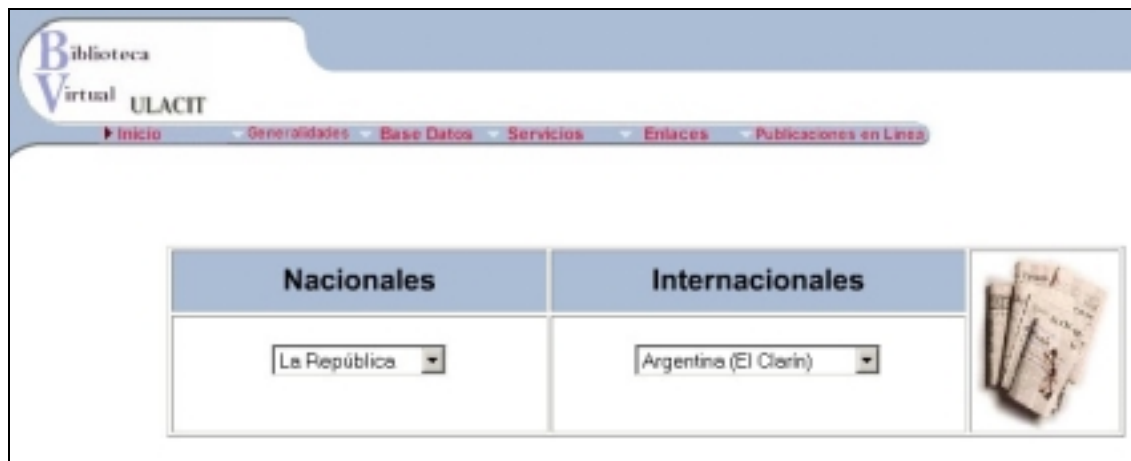 Biblioteca
Virtual ULACIT
Inicio Generalidades Base Datos Servicios Enlaces Publicaciones en Linea
Nacionales Internacionales
La República Argentina (El Clarín)